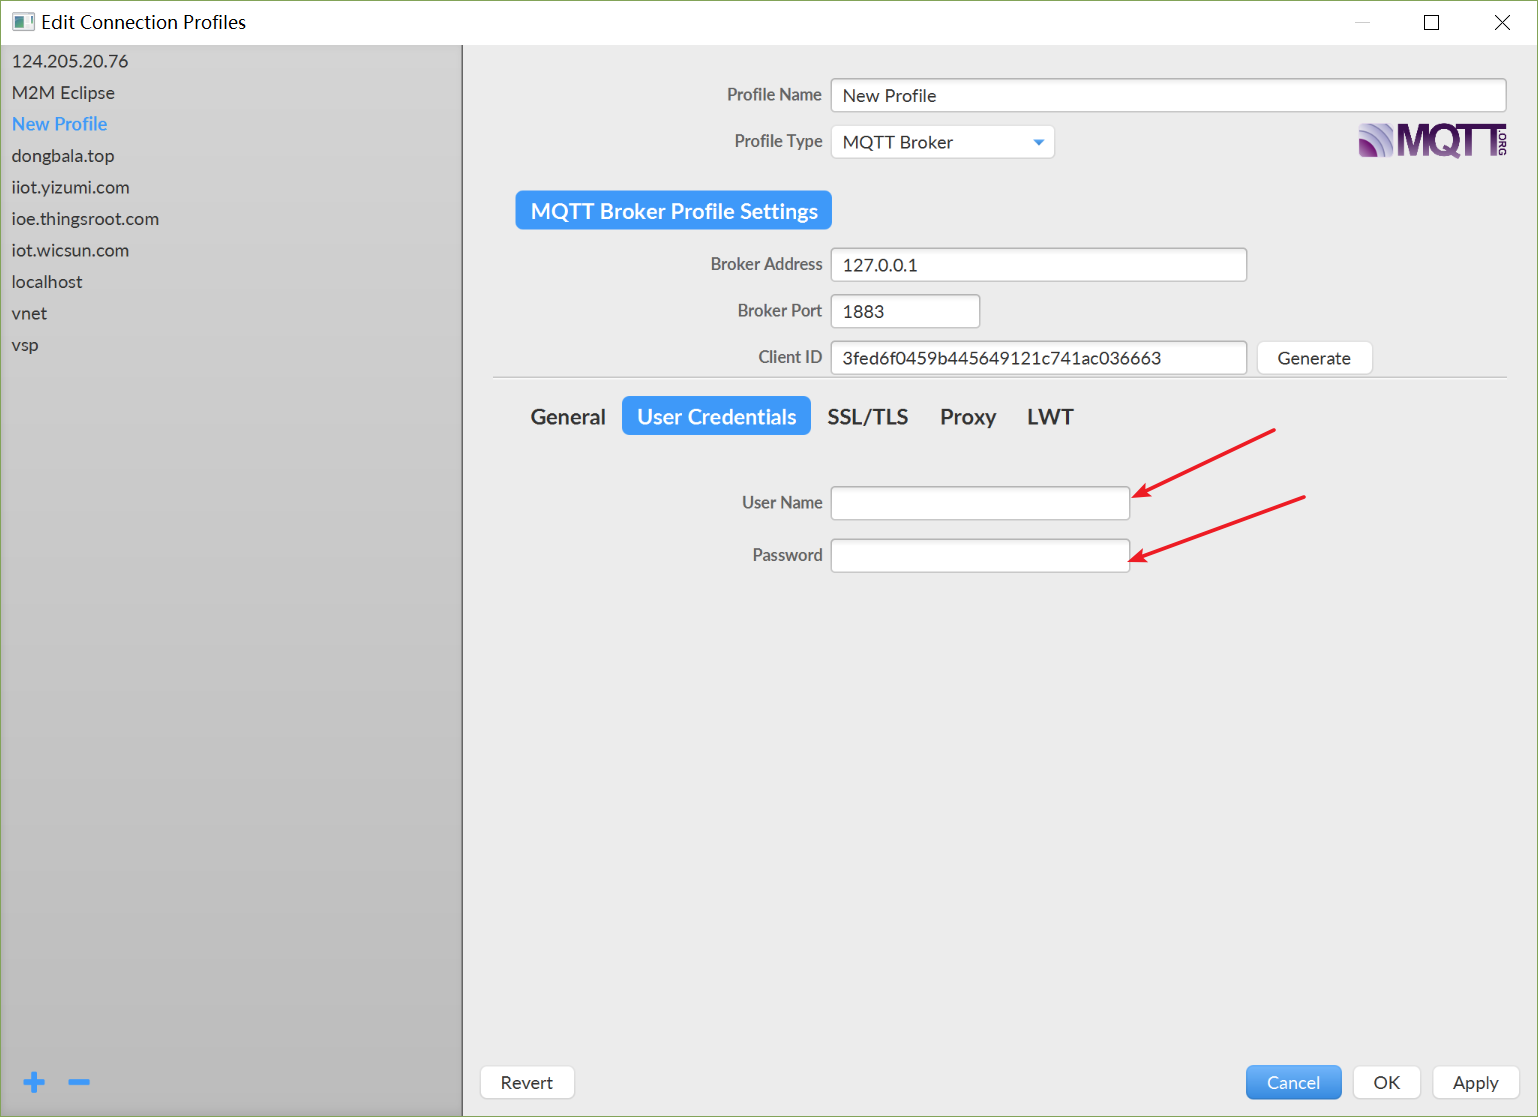 Edit Connection Profiles
124.205.20.76
M2M Eclipse
New Profile
dongbala.top
iiot.yizumi.com
ioe.thingsroot.com
iot.wicsun.com
localhost
vnet
vsp
Profile Name New Profile
Profile Type MQTT Broker
MQTT.ORG
MQTT Broker Profile Settings
Broker Address 127.0.0.1
Broker Port 1883
Client ID 3fed6f0459b445649121c741ac036663 Generate
General User Credentials SSL/TLS Proxy LWT
User Name
Password
Revert Cancel OK Apply